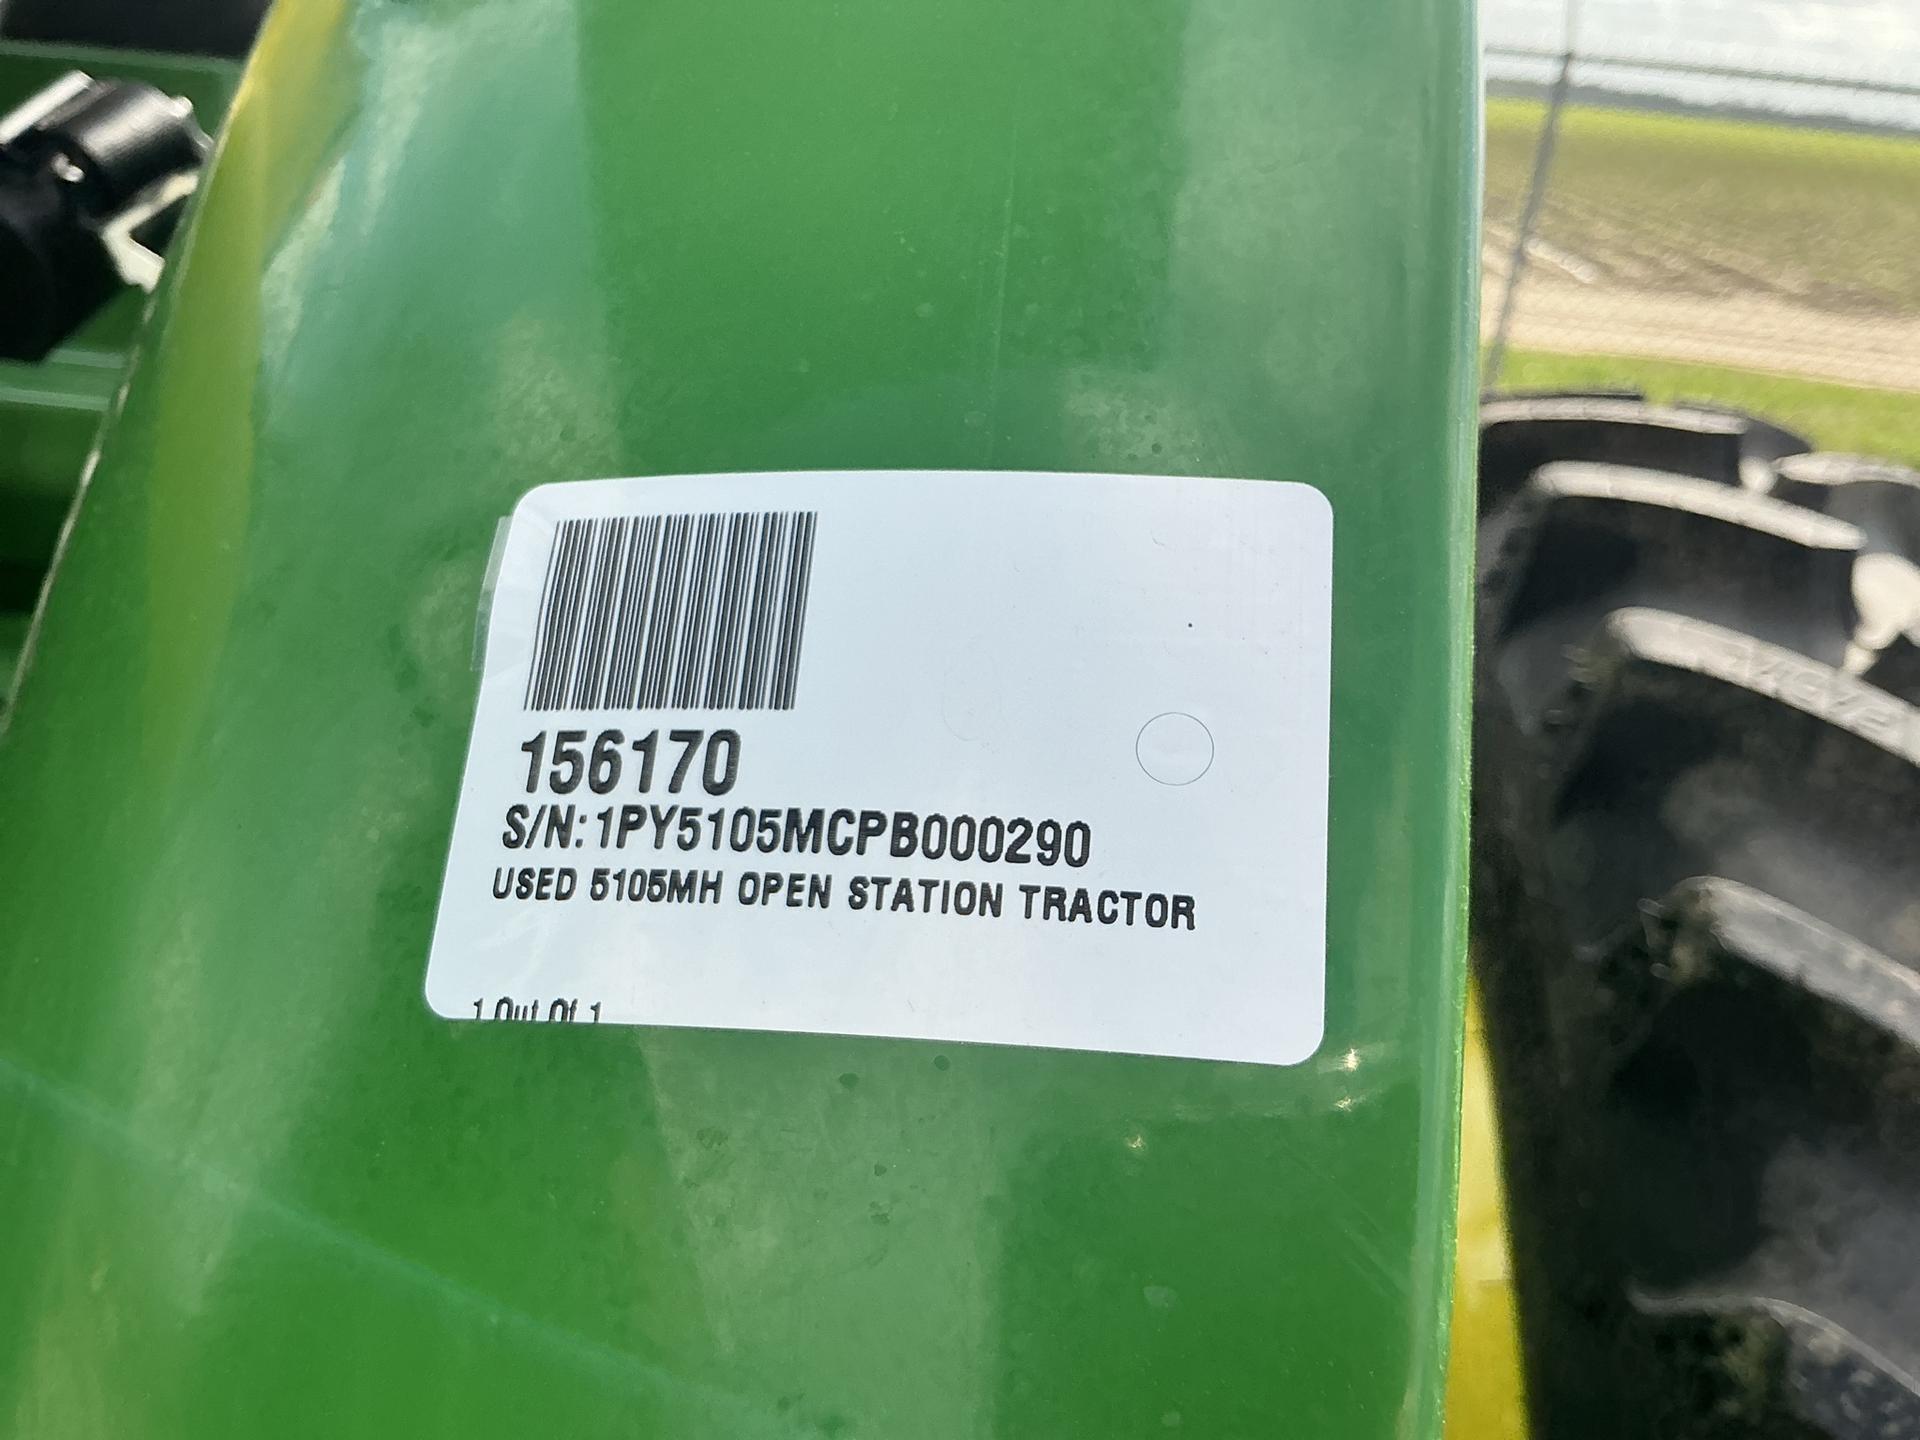 156170
S/N: 1PY5105MCPB000290
USED 5105MH OPEN STATION TRACTOR
1 Out Of 1